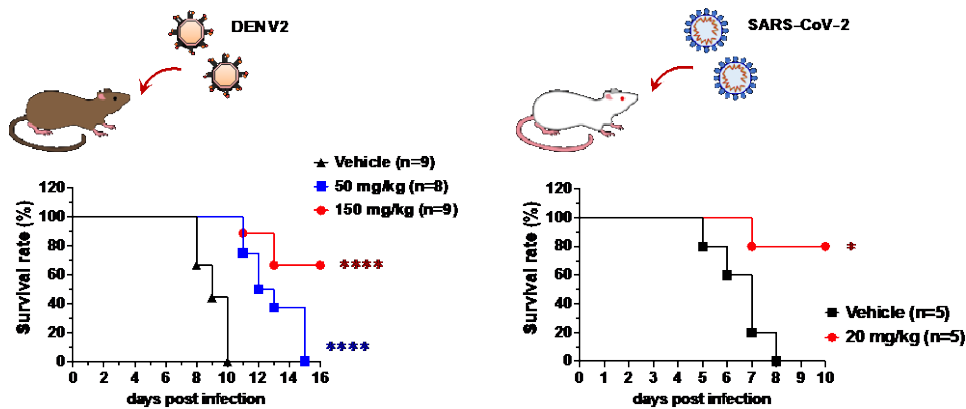 DENV2
SARS-CoV-2
Vehicle (n=9)
50 mg/kg (n=8)
150 mg/kg (n=9)
Survival rate (%)
120
100
80
60
40
20
0
****
****
0 2 4 6 8 10 12 14 16
days post infection
Survival rate (%)
120
100
80
60
40
20
0
*
Vehicle (n=5)
20 mg/kg (n=5)
0 1 2 3 4 5 6 7 8 9 10
days post infection